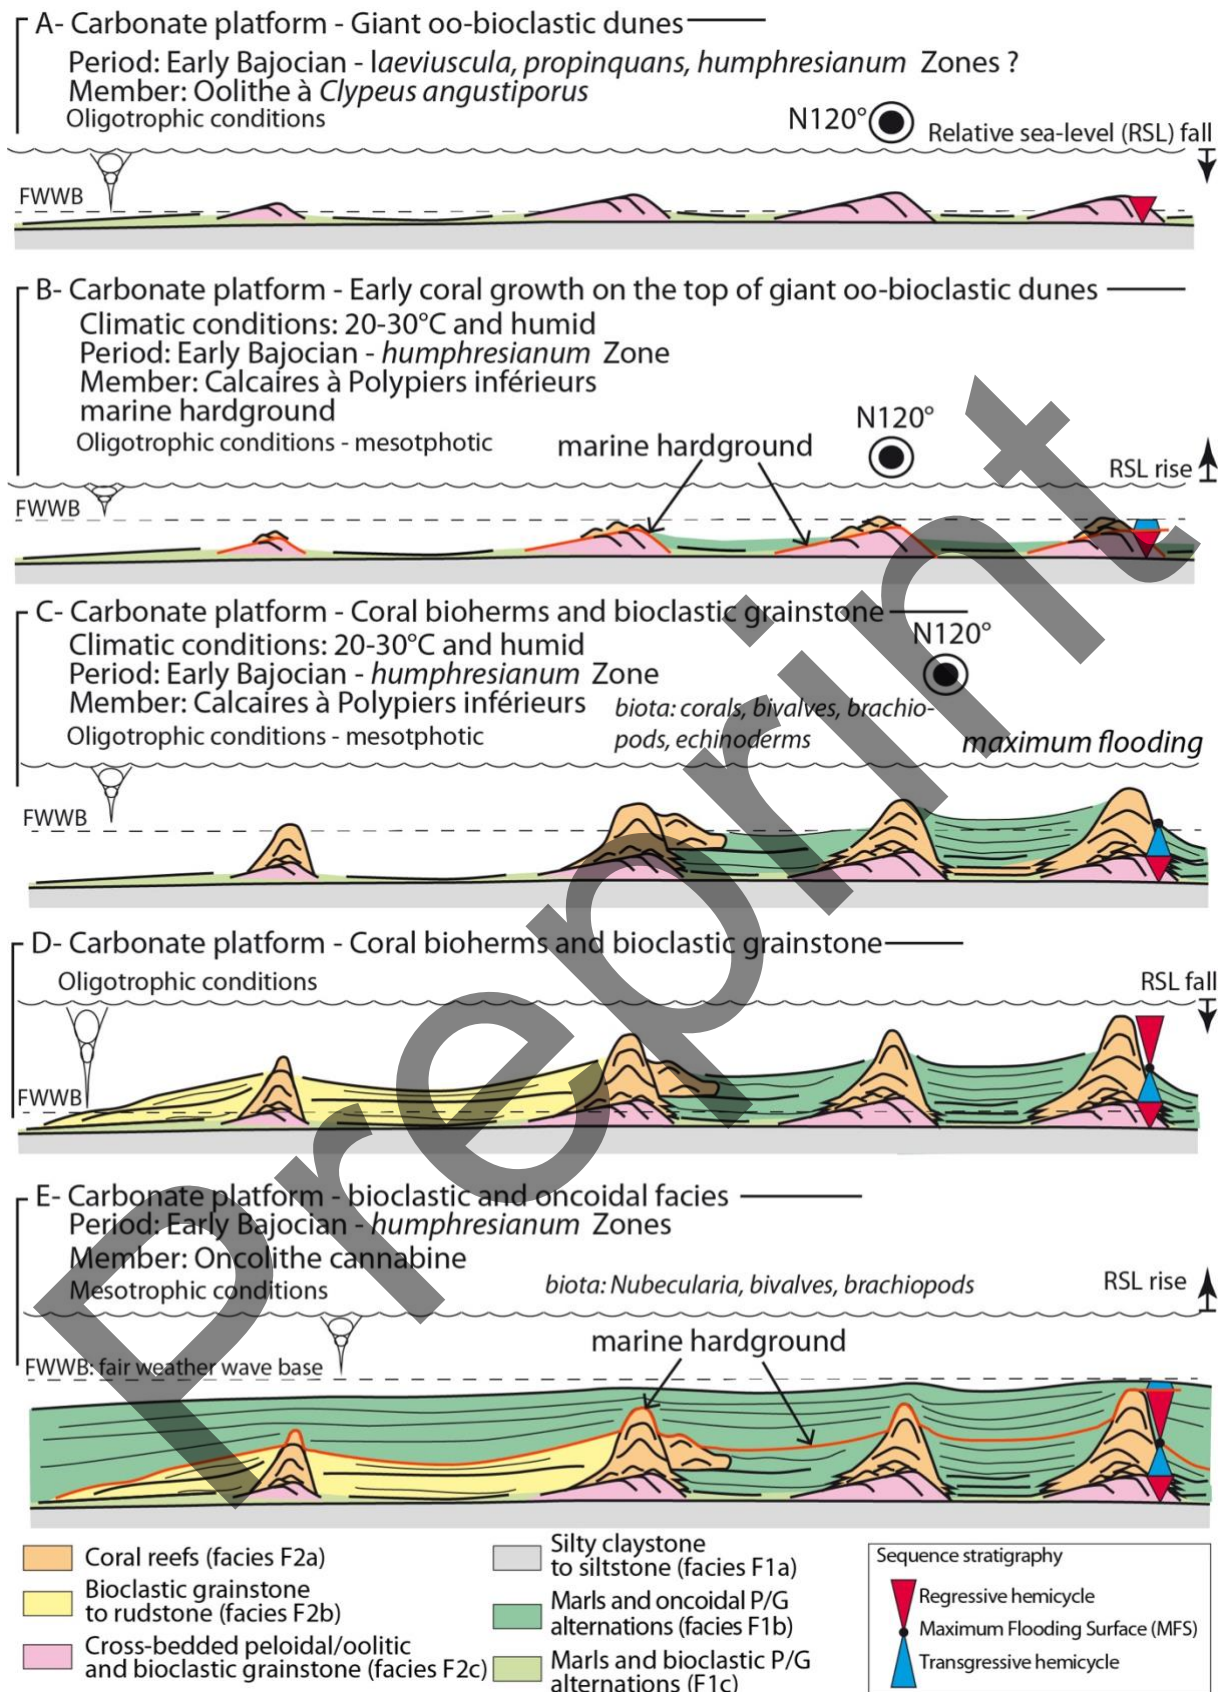 A- Carbonate platform - Giant oo-bioclastic dunes
Period: Early Bajocian - laeviuscula, propinquans, humphresianum Zones ?
Member: Oolithe à Clypeus angustiporus
Oligotrophic conditions
N120°
Relative sea-level (RSL) fall
FWWB
B- Carbonate platform - Early coral growth on the top of giant oo-bioclastic dunes
Climatic conditions: 20-30°C and humid
Period: Early Bajocian - humphresianum Zone
Member: Calcaires à Polypiers inférieurs
marine hardground
Oligotrophic conditions - mesotphotic
marine hardground
N120°
RSL rise
FWWB
C- Carbonate platform - Coral bioherms and bioclastic grainstone
Climatic conditions: 20-30°C and humid
N120°
Period: Early Bajocian - humphresianum Zone
Member: Calcaires à Polypiers inférieurs
biota: corals, bivalves, brachio-
pods, echinoderms
Oligotrophic conditions - mesotphotic
maximum flooding
FWWB
D- Carbonate platform - Coral bioherms and bioclastic grainstone
Oligotrophic conditions
RSL fall
FWWB
E- Carbonate platform - bioclastic and oncoidal facies
Period: Early Bajocian - humphresianum Zones
Member: Oncolithe cannabine
Mesotrophic conditions
biota: Nubecularia, bivalves, brachiopods
RSL rise
marine hardground
FWWB: fair weather wave base
Coral reefs (facies F2a)
Bioclastic grainstone
to rudstone (facies F2b)
Cross-bedded peloidal/oolitic
and bioclastic grainstone (facies F2c)
Silty claystone
to siltstone (facies F1a)
Marls and oncoidal P/G
alternations (facies F1b)
Marls and bioclastic P/G
alternations (F1c)
Sequence stratigraphy
Regressive hemicycle
Maximum Flooding Surface (MFS)
Transgressive hemicycle
Preprint